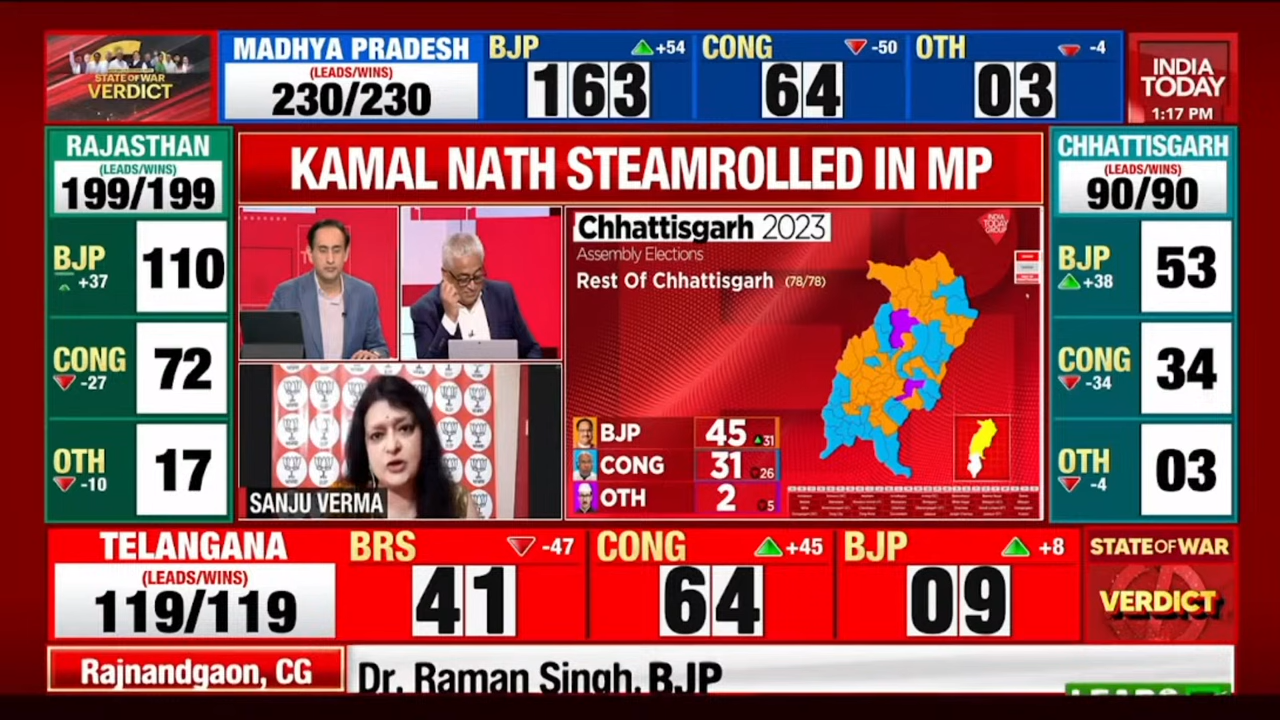 STATE OF WAR
VERDICT
MADHYA PRADESH
(LEADS/WINS)
230/230
BJP +54
163
CONG -50
64
OTH -4
03
INDIA
TODAY
1:17 PM
RAJASTHAN
(LEADS/WINS)
199/199
BJP
+37
110
CONG
-27
72
OTH
-10
17
KAMAL NATH STEAMROLLED IN MP
Chhattisgarh 2023
Assembly Elections
Rest Of Chhattisgarh (78/78)
INDIA
TODAY
GROUP
BJP 45 31
CONG 31 26
OTH 2 5
SANJU VERMA
CHHATTISGARH
(LEADS/WINS)
90/90
BJP
+38
53
CONG
-34
34
OTH
-4
03
TELANGANA
(LEADS/WINS)
119/119
BRS -47
41
CONG +45
64
BJP +8
09
STATE OF WAR
VERDICT
Rajnandgaon, CG
Dr. Raman Singh, BJP